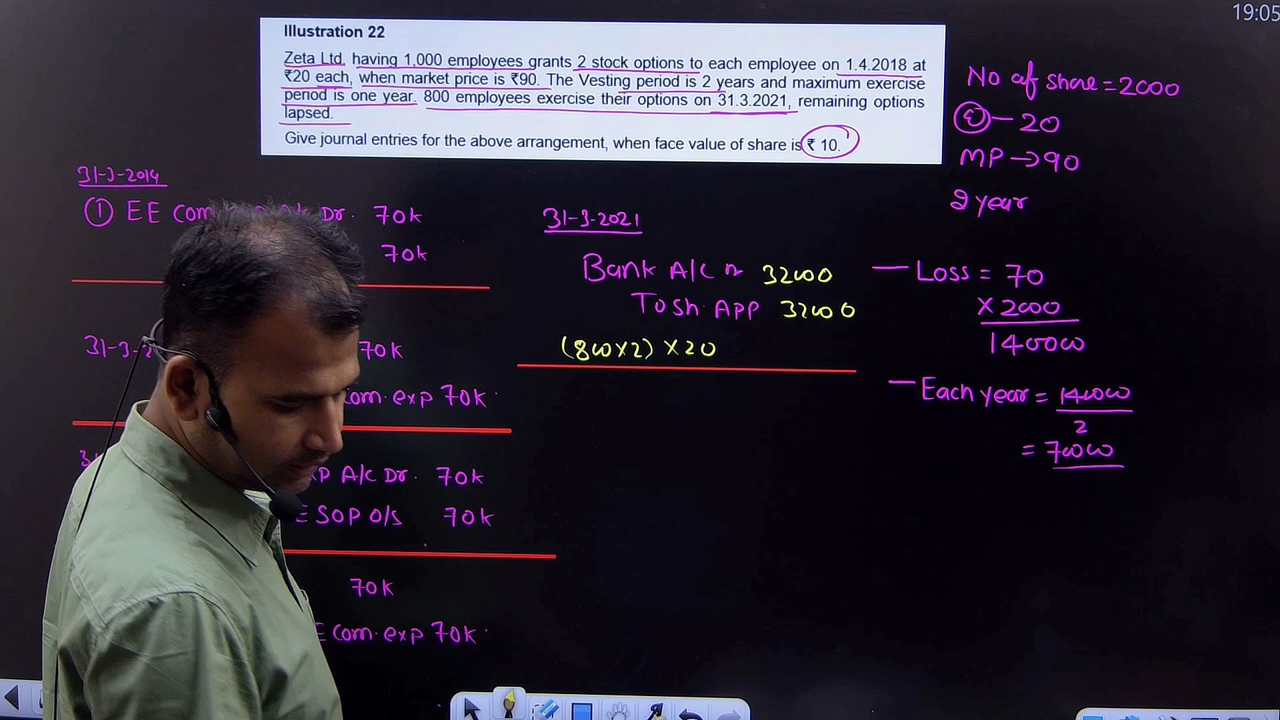 19:05
Illustration 22
Zeta Ltd. having 1,000 employees grants 2 stock options to each employee on 1.4.2018 at
₹20 each, when market price is ₹90. The Vesting period is 2 years and maximum exercise
period is one year. 800 employees exercise their options on 31.3.2021, remaining options
lapsed.
Give journal entries for the above arrangement, when face value of share is ₹ 10.
No of share = 2000
20
MP → 90
2 year
31-3-2019
① EE Com Dr. 70k
70k
31-3-2 70k
com. exp 70k
P A/c Dr. 70k
E SOP O/s 70k
70k
E com. exp 70k
31-3-2021
Bank A/c Dr 32000
To Sh. APP 32000
(800×2) × 20
— Loss = 70
× 2000
140000
— Each year = 140000
2
= 70000